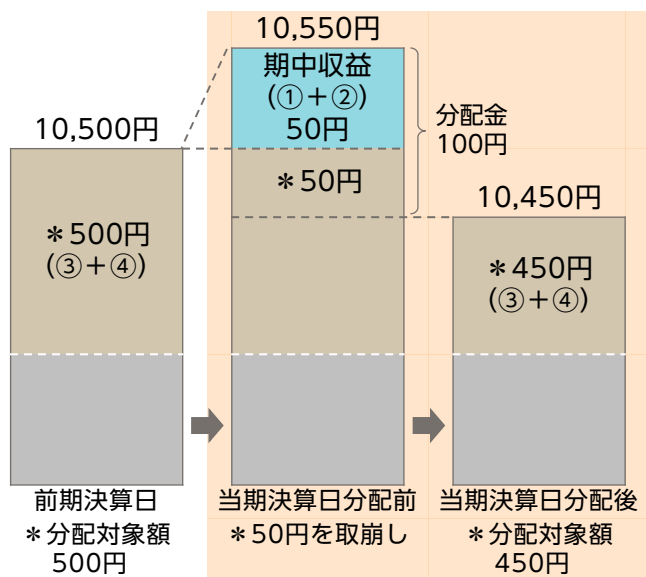 10,550円
期中収益
(①＋②)
50円
分配金
100円
10,500円
＊50円
10,450円
＊500円
(③＋④)
＊450円
(③＋④)
前期決算日
＊分配対象額
500円
当期決算日分配前
＊50円を取崩し
当期決算日分配後
＊分配対象額
450円